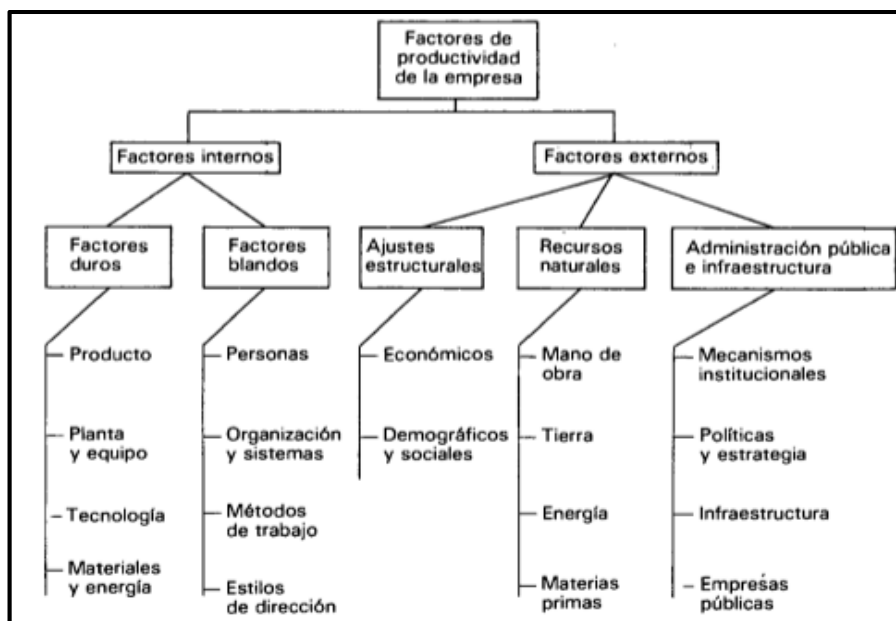 Factores de
productividad
de la empresa
Factores internos
Factores externos
Factores
duros
Factores
blandos
Ajustes
estructurales
Recursos
naturales
Administración pública
e infraestructura
Producto
Planta
y equipo
Tecnología
Materiales
y energía
Personas
Organización
y sistemas
Métodos
de trabajo
Estilos
de dirección
Económicos
Demográficos
y sociales
Mano de
obra
Tierra
Energía
Materias
primas
Mecanismos
institucionales
Políticas
y estrategia
Infraestructura
Empresas
públicas